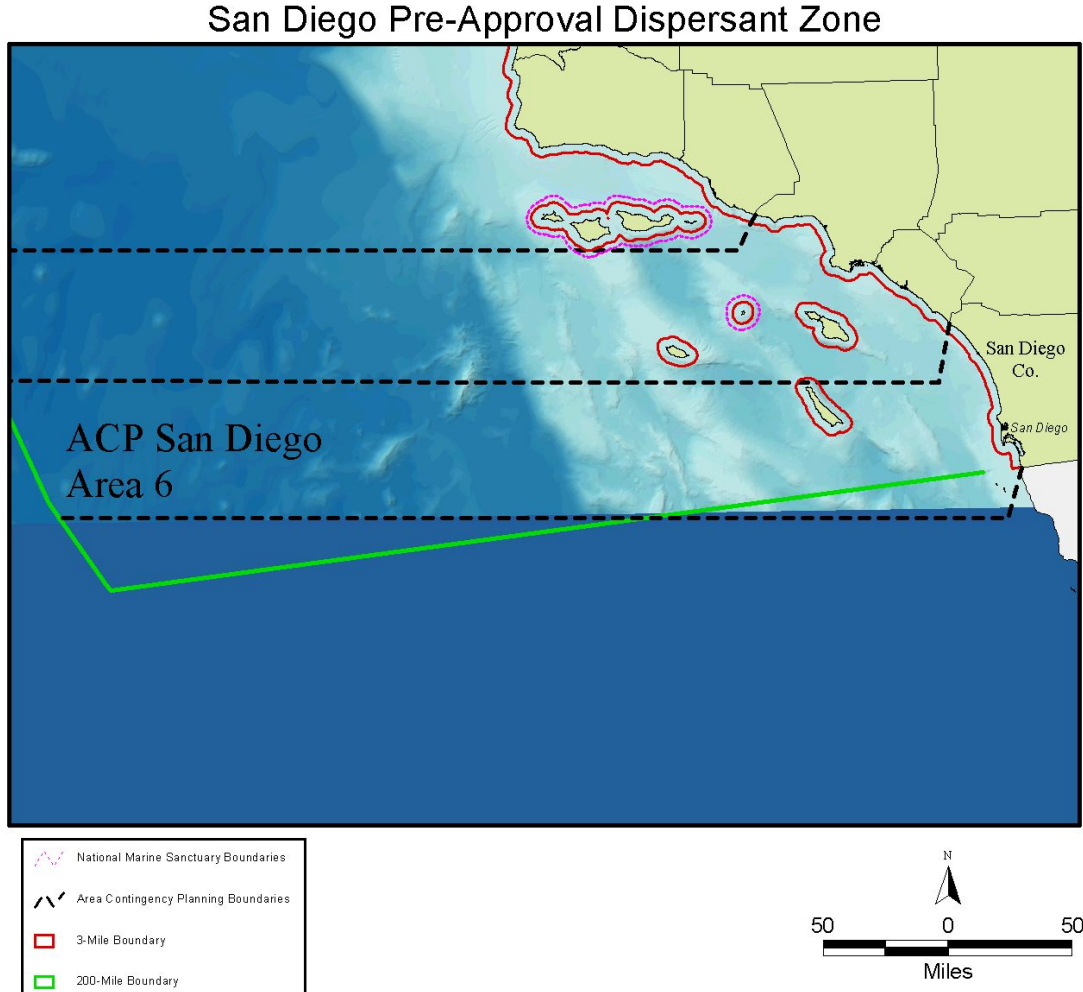 San Diego Pre-Approval Dispersant Zone
San Diego
Co.
San Diego
ACP San Diego
Area 6
National Marine Sanctuary Boundaries
Area Contingency Planning Boundaries
3-Mile Boundary
200-Mile Boundary
N
50 0 50
Miles